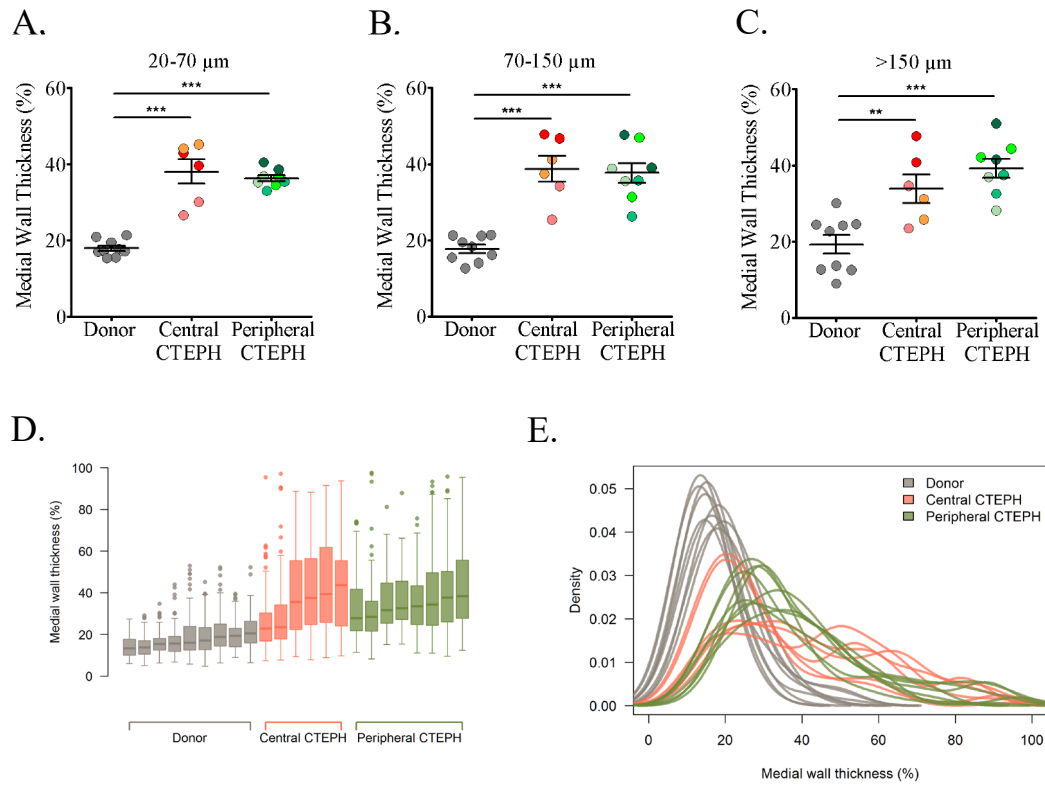 A.
20-70 µm
Medial Wall Thickness (%)
60
40
20
0
***
***
Donor
Central
CTEPH
Peripheral
CTEPH
B.
70-150 µm
Medial Wall Thickness (%)
60
40
20
0
***
***
Donor
Central
CTEPH
Peripheral
CTEPH
C.
>150 µm
Medial Wall Thickness (%)
60
40
20
0
***
**
Donor
Central
CTEPH
Peripheral
CTEPH
D.
Medial wall thickness (%)
100
80
60
40
20
0
Donor
Central CTEPH
Peripheral CTEPH
E.
Density
0.05
0.04
0.03
0.02
0.01
0.00
Donor
Central CTEPH
Peripheral CTEPH
0
20
40
60
80
100
Medial wall thickness (%)